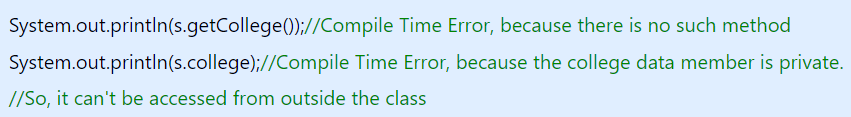 System.out.println(s.getCollege());//Compile Time Error, because there is no such method
System.out.println(s.college);//Compile Time Error, because the college data member is private.
//So, it can't be accessed from outside the class